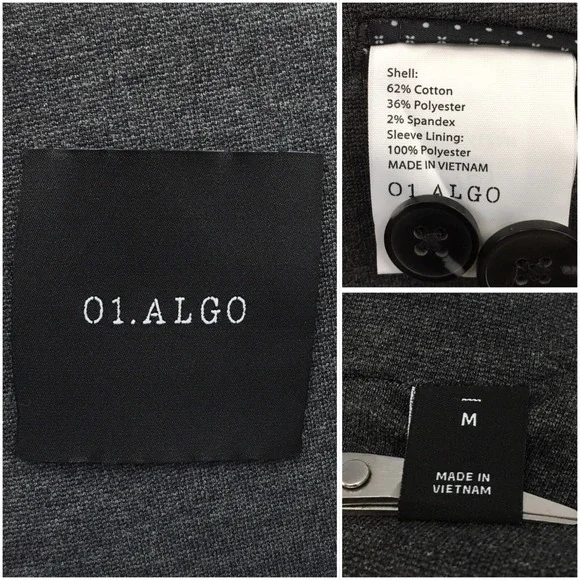 01.ALGO
Shell:
62% Cotton
36% Polyester
2% Spandex
Sleeve Lining:
100% Polyester
MADE IN VIETNAM
01.ALGO
M
MADE IN
VIETNAM